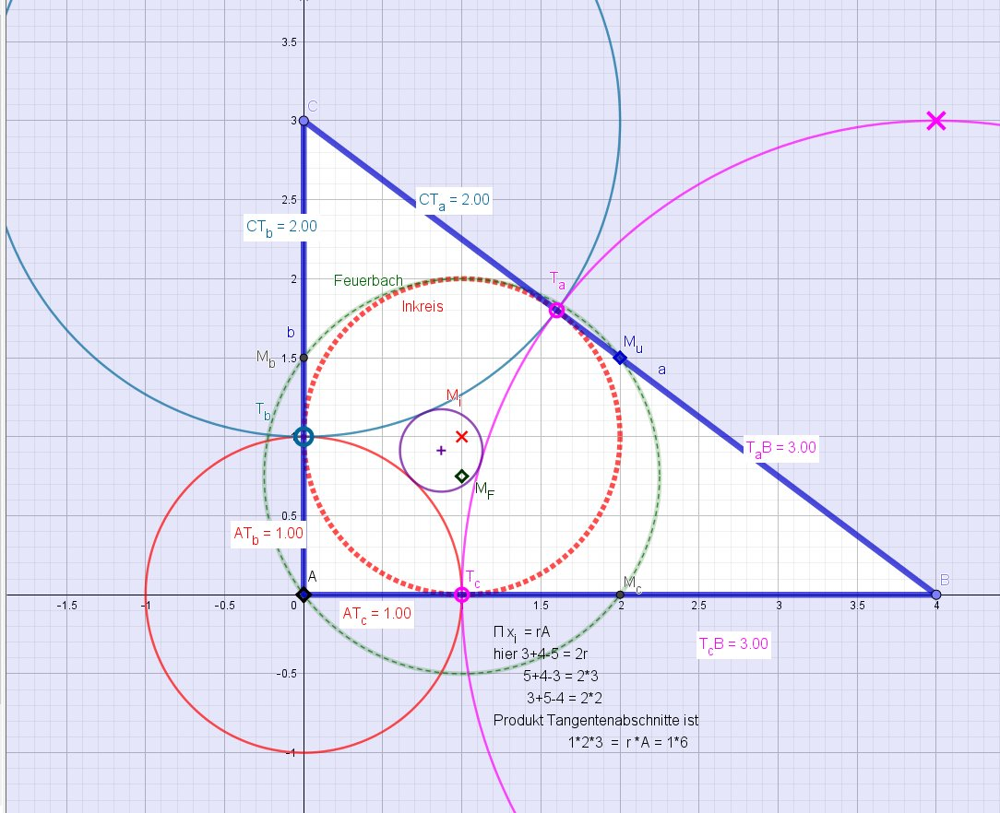 3.5
C
3
CT_a = 2.00
2.5
CT_b = 2.00
T_a
2
Feuerbach
Inkreis
b
M_u
M_b
1.5
a
M_i
T_b
T_aB = 3.00
M_F
0.5
AT_b = 1.00
A
T_c
M_c
B
-1.5
-1
-0.5
0
1.5
2
2.5
3
3.5
4
AT_c = 1.00
Π x_i = rA
T_cB = 3.00
hier 3+4-5 = 2r
-0.5
5+4-3 = 2*3
3+5-4 = 2*2
Produkt Tangentenabschnitte ist
1*2*3 = r *A = 1*6
-1